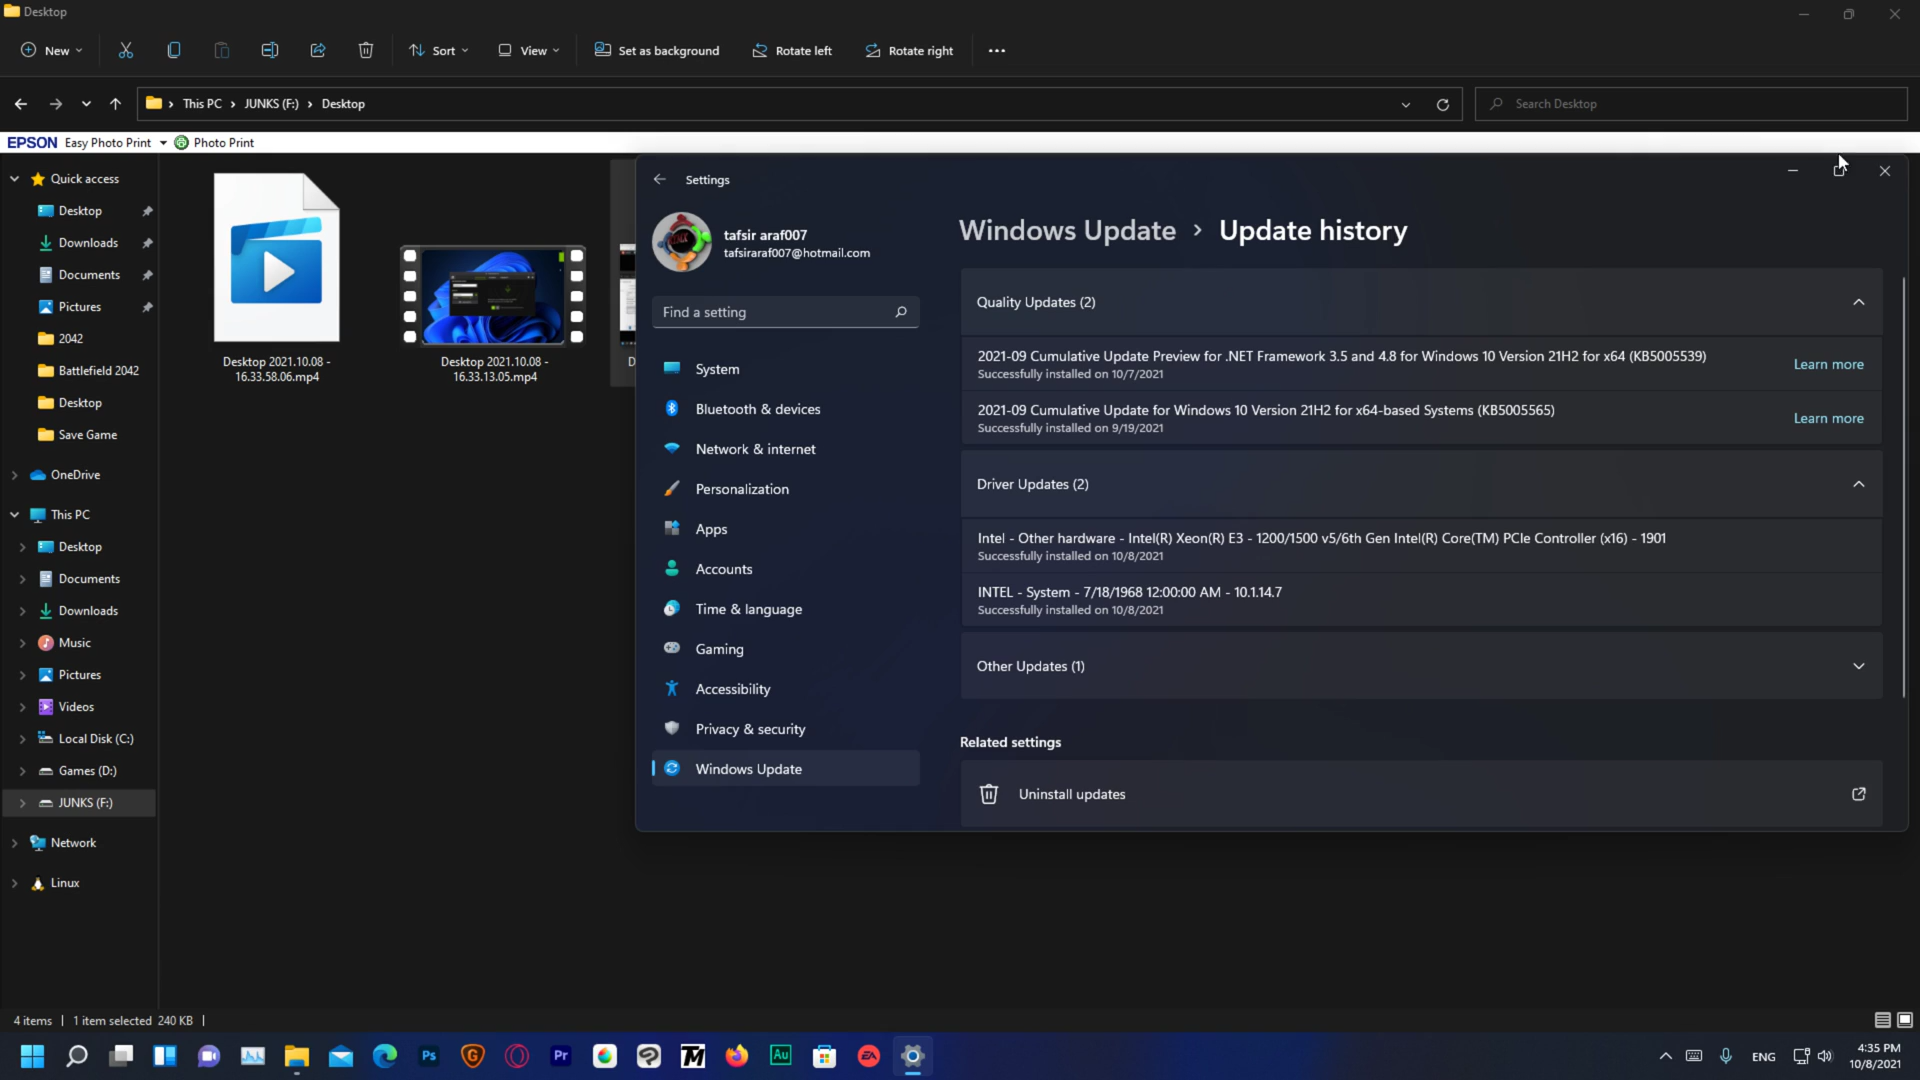 Desktop
New
Sort
View
Set as background
Rotate left
Rotate right
This PC > JUNKS (F:) > Desktop
Search Desktop
EPSON Easy Photo Print
Photo Print
Quick access
Desktop
Downloads
Documents
Pictures
2042
Battlefield 2042
Desktop
Save Game
OneDrive
This PC
Desktop
Documents
Downloads
Music
Pictures
Videos
Local Disk (C:)
Games (D:)
JUNKS (F:)
Network
Linux
Desktop 2021.10.08 -
16.33.58.06.mp4
Desktop 2021.10.08 -
16.33.13.05.mp4
D
Settings
tafsir araf007
tafsiraraf007@hotmail.com
Find a setting
System
Bluetooth & devices
Network & internet
Personalization
Apps
Accounts
Time & language
Gaming
Accessibility
Privacy & security
Windows Update
Windows Update > Update history
Quality Updates (2)
2021-09 Cumulative Update Preview for .NET Framework 3.5 and 4.8 for Windows 10 Version 21H2 for x64 (KB5005539)
Successfully installed on 10/7/2021
Learn more
2021-09 Cumulative Update for Windows 10 Version 21H2 for x64-based Systems (KB5005565)
Successfully installed on 9/19/2021
Learn more
Driver Updates (2)
Intel - Other hardware - Intel(R) Xeon(R) E3 - 1200/1500 v5/6th Gen Intel(R) Core(TM) PCIe Controller (x16) - 1901
Successfully installed on 10/8/2021
INTEL - System - 7/18/1968 12:00:00 AM - 10.1.14.7
Successfully installed on 10/8/2021
Other Updates (1)
Related settings
Uninstall updates
4 items
1 item selected 240 KB
Ps
Pr
Au
EA
ENG
4:35 PM
10/8/2021